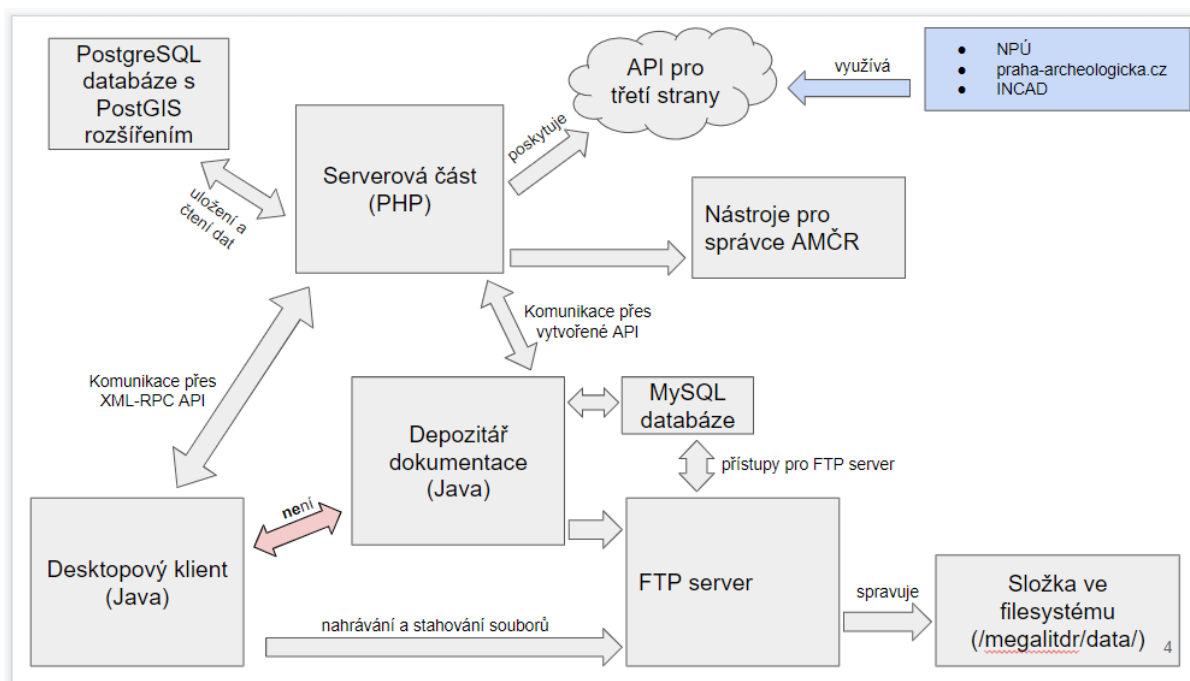 PostgreSQL
databáze s
PostGIS
rozšířením
API pro
třetí strany
využívá
● NPÚ
● praha-archeologicka.cz
● INCAD
poskytuje
Serverová část
(PHP)
uložení a
čtení dat
Nástroje pro
správce AMČR
Komunikace přes
vytvořené API
Komunikace přes
XML-RPC API
Depozitář
dokumentace
(Java)
MySQL
databáze
přístupy pro FTP server
není
Desktopový klient
(Java)
FTP server
spravuje
Složka ve
filesystému
(/megalitdr/data/)
nahrávání a stahování souborů
4